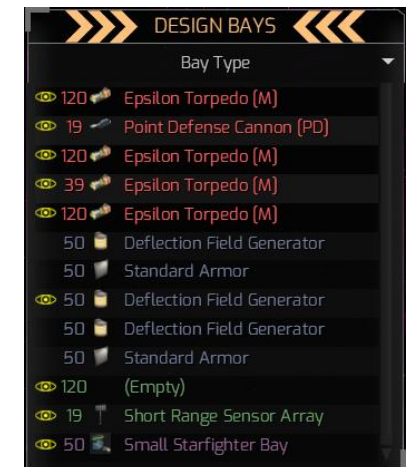 DESIGN BAYS
Bay Type
120 Epsilon Torpedo [M]
19 Point Defense Cannon [PD]
120 Epsilon Torpedo [M]
39 Epsilon Torpedo [M]
120 Epsilon Torpedo [M]
50 Deflection Field Generator
50 Standard Armor
50 Deflection Field Generator
50 Deflection Field Generator
50 Standard Armor
120 (Empty)
19 Short Range Sensor Array
50 Small Starfighter Bay